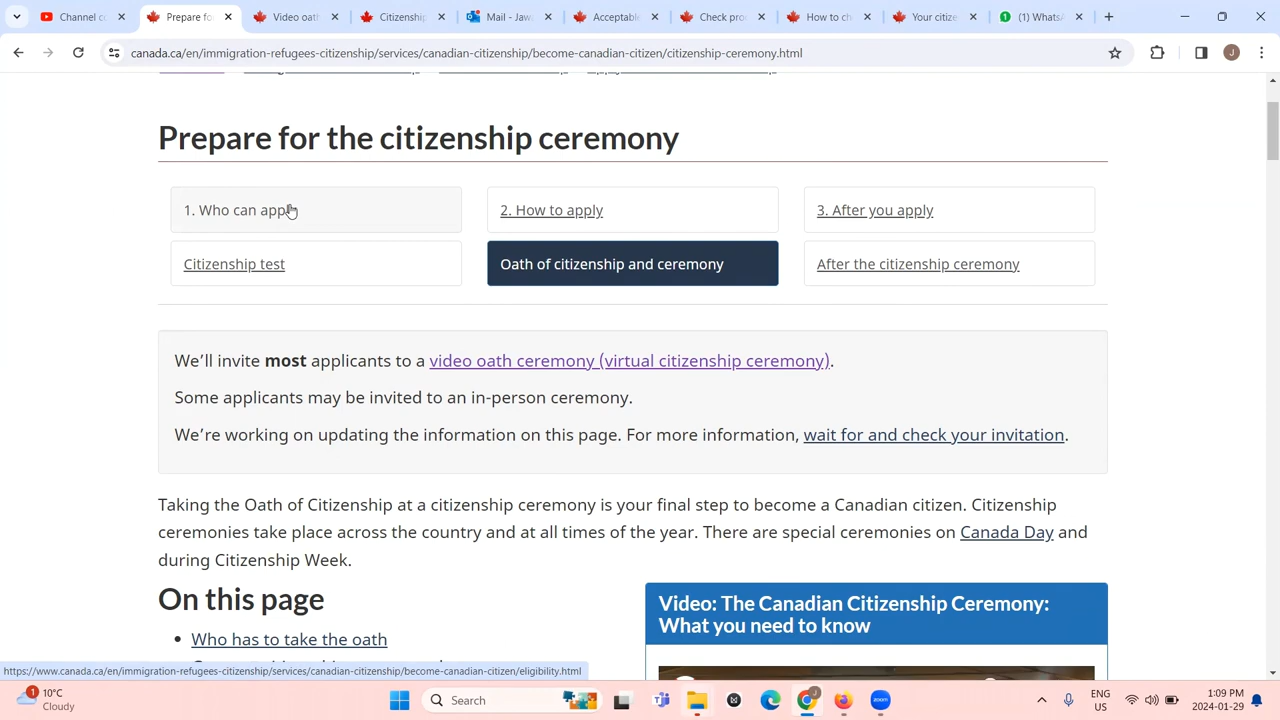 Channel c
Prepare fo
Video oat
Citizenship
Mail - Jaw
Acceptable
Check pro
How to ch
Your citize
(1) Whats
canada.ca/en/immigration-refugees-citizenship/services/canadian-citizenship/become-canadian-citizen/citizenship-ceremony.html
J
Prepare for the citizenship ceremony
1. Who can apply
2. How to apply
3. After you apply
Citizenship test
Oath of citizenship and ceremony
After the citizenship ceremony
We’ll invite most applicants to a video oath ceremony (virtual citizenship ceremony).
Some applicants may be invited to an in-person ceremony.
We’re working on updating the information on this page. For more information, wait for and check your invitation.
Taking the Oath of Citizenship at a citizenship ceremony is your final step to become a Canadian citizen. Citizenship
ceremonies take place across the country and at all times of the year. There are special ceremonies on Canada Day and
during Citizenship Week.
On this page
Who has to take the oath
Video: The Canadian Citizenship Ceremony:
What you need to know
https://www.canada.ca/en/immigration-refugees-citizenship/services/canadian-citizenship/become-canadian-citizen/eligibility.html
1
10°C
Cloudy
Search
ENG
US
1:09 PM
2024-01-29